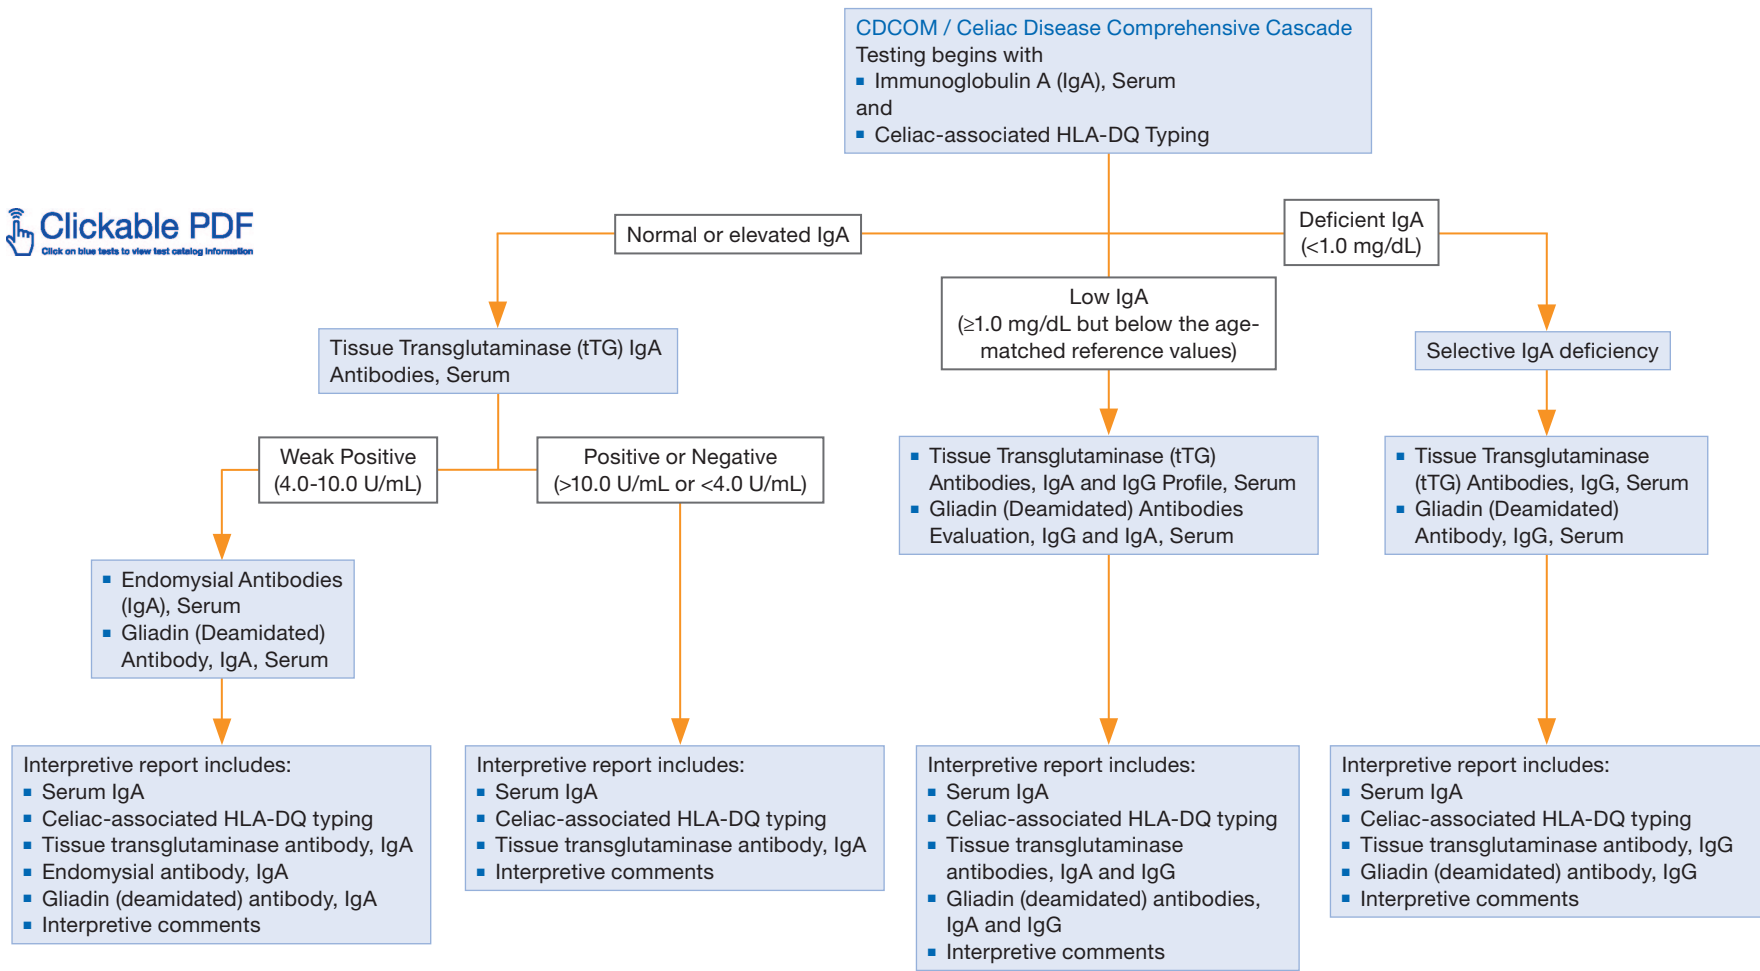 CDCOM / Celiac Disease Comprehensive Cascade
Testing begins with
▪ Immunoglobulin A (IgA), Serum
and
▪ Celiac-associated HLA-DQ Typing
Clickable PDF
Click on blue tests to view test catalog information
Normal or elevated IgA
Deficient IgA
(<1.0 mg/dL)
Low IgA
(≥1.0 mg/dL but below the age-
matched reference values)
Tissue Transglutaminase (tTG) IgA
Antibodies, Serum
Selective IgA deficiency
Weak Positive
(4.0-10.0 U/mL)
Positive or Negative
(>10.0 U/mL or <4.0 U/mL)
▪ Tissue Transglutaminase (tTG)
Antibodies, IgA and IgG Profile, Serum
▪ Gliadin (Deamidated) Antibodies
Evaluation, IgG and IgA, Serum
▪ Tissue Transglutaminase
(tTG) Antibodies, IgG, Serum
▪ Gliadin (Deamidated)
Antibody, IgG, Serum
▪ Endomysial Antibodies
(IgA), Serum
▪ Gliadin (Deamidated)
Antibody, IgA, Serum
Interpretive report includes:
▪ Serum IgA
▪ Celiac-associated HLA-DQ typing
▪ Tissue transglutaminase antibody, IgA
▪ Endomysial antibody, IgA
▪ Gliadin (deamidated) antibody, IgA
▪ Interpretive comments
Interpretive report includes:
▪ Serum IgA
▪ Celiac-associated HLA-DQ typing
▪ Tissue transglutaminase antibody, IgA
▪ Interpretive comments
Interpretive report includes:
▪ Serum IgA
▪ Celiac-associated HLA-DQ typing
▪ Tissue transglutaminase
antibodies, IgA and IgG
▪ Gliadin (deamidated) antibodies,
IgA and IgG
▪ Interpretive comments
Interpretive report includes:
▪ Serum IgA
▪ Celiac-associated HLA-DQ typing
▪ Tissue transglutaminase antibody, IgG
▪ Gliadin (deamidated) antibody, IgG
▪ Interpretive comments